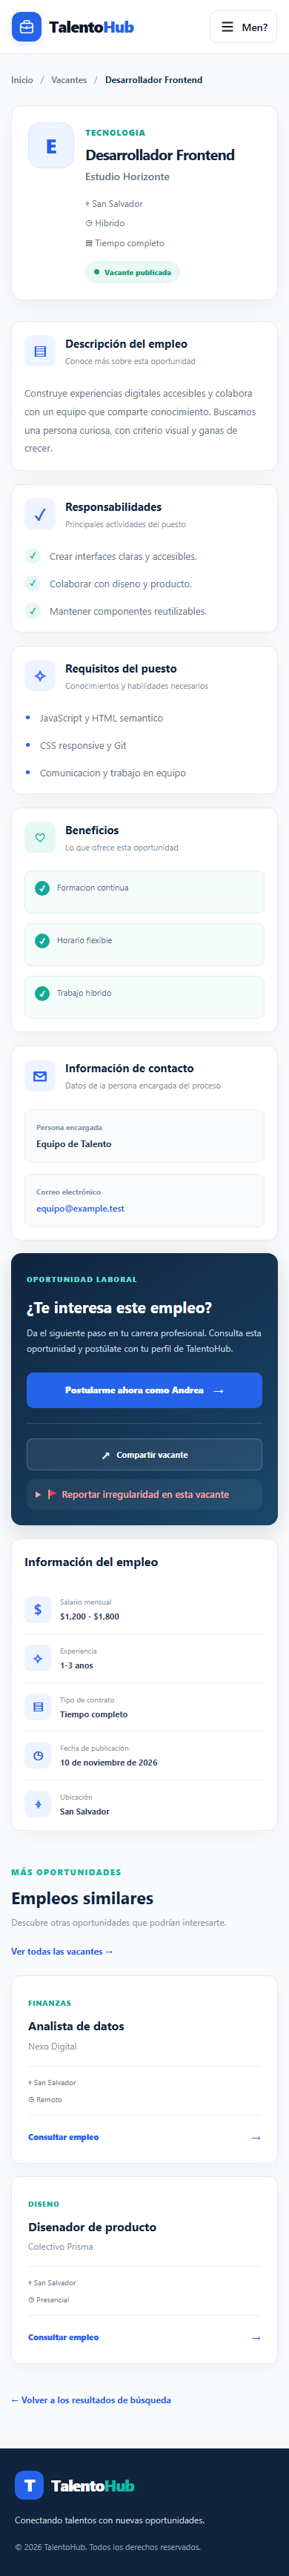 TalentoHub
Men?
Inicio / Vacantes / Desarrollador Frontend
E
TECNOLOGIA
Desarrollador Frontend
Estudio Horizonte
San Salvador
Hibrido
Tiempo completo
Vacante publicada
Descripción del empleo
Conoce más sobre esta oportunidad
Construye experiencias digitales accesibles y colabora
con un equipo que comparte conocimiento. Buscamos
una persona curiosa, con criterio visual y ganas de
crecer.
Responsabilidades
Principales actividades del puesto
Crear interfaces claras y accesibles.
Colaborar con diseno y producto.
Mantener componentes reutilizables.
Requisitos del puesto
Conocimientos y habilidades necesarios
JavaScript y HTML semantico
CSS responsive y Git
Comunicacion y trabajo en equipo
Beneficios
Lo que ofrece esta oportunidad
Formacion continua
Horario flexible
Trabajo hibrido
Información de contacto
Datos de la persona encargada del proceso
Persona encargada
Equipo de Talento
Correo electrónico
equipo@example.test
OPORTUNIDAD LABORAL
¿Te interesa este empleo?
Da el siguiente paso en tu carrera profesional. Consulta esta
oportunidad y postúlate con tu perfil de TalentoHub.
Postularme ahora como Andrea →
↗ Compartir vacante
▶ 🚩 Reportar irregularidad en esta vacante
Información del empleo
$
Salario mensual
$1,200 - $1,800
Experiencia
1-3 anos
Tipo de contrato
Tiempo completo
Fecha de publicación
10 de noviembre de 2026
Ubicación
San Salvador
MÁS OPORTUNIDADES
Empleos similares
Descubre otras oportunidades que podrían interesarte.
Ver todas las vacantes →
FINANZAS
Analista de datos
Nexo Digital
San Salvador
Remoto
Consultar empleo →
DISENO
Disenador de producto
Colectivo Prisma
San Salvador
Presencial
Consultar empleo →
← Volver a los resultados de búsqueda
T TalentoHub
Conectando talentos con nuevas oportunidades.
© 2026 TalentoHub. Todos los derechos reservados.